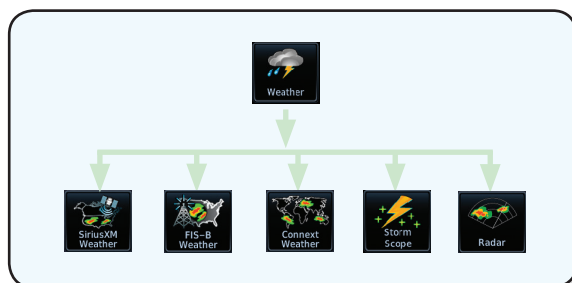 Weather
SiriusXM
Weather
FIS-B
Weather
Connext
Weather
Storm
Scope
Radar